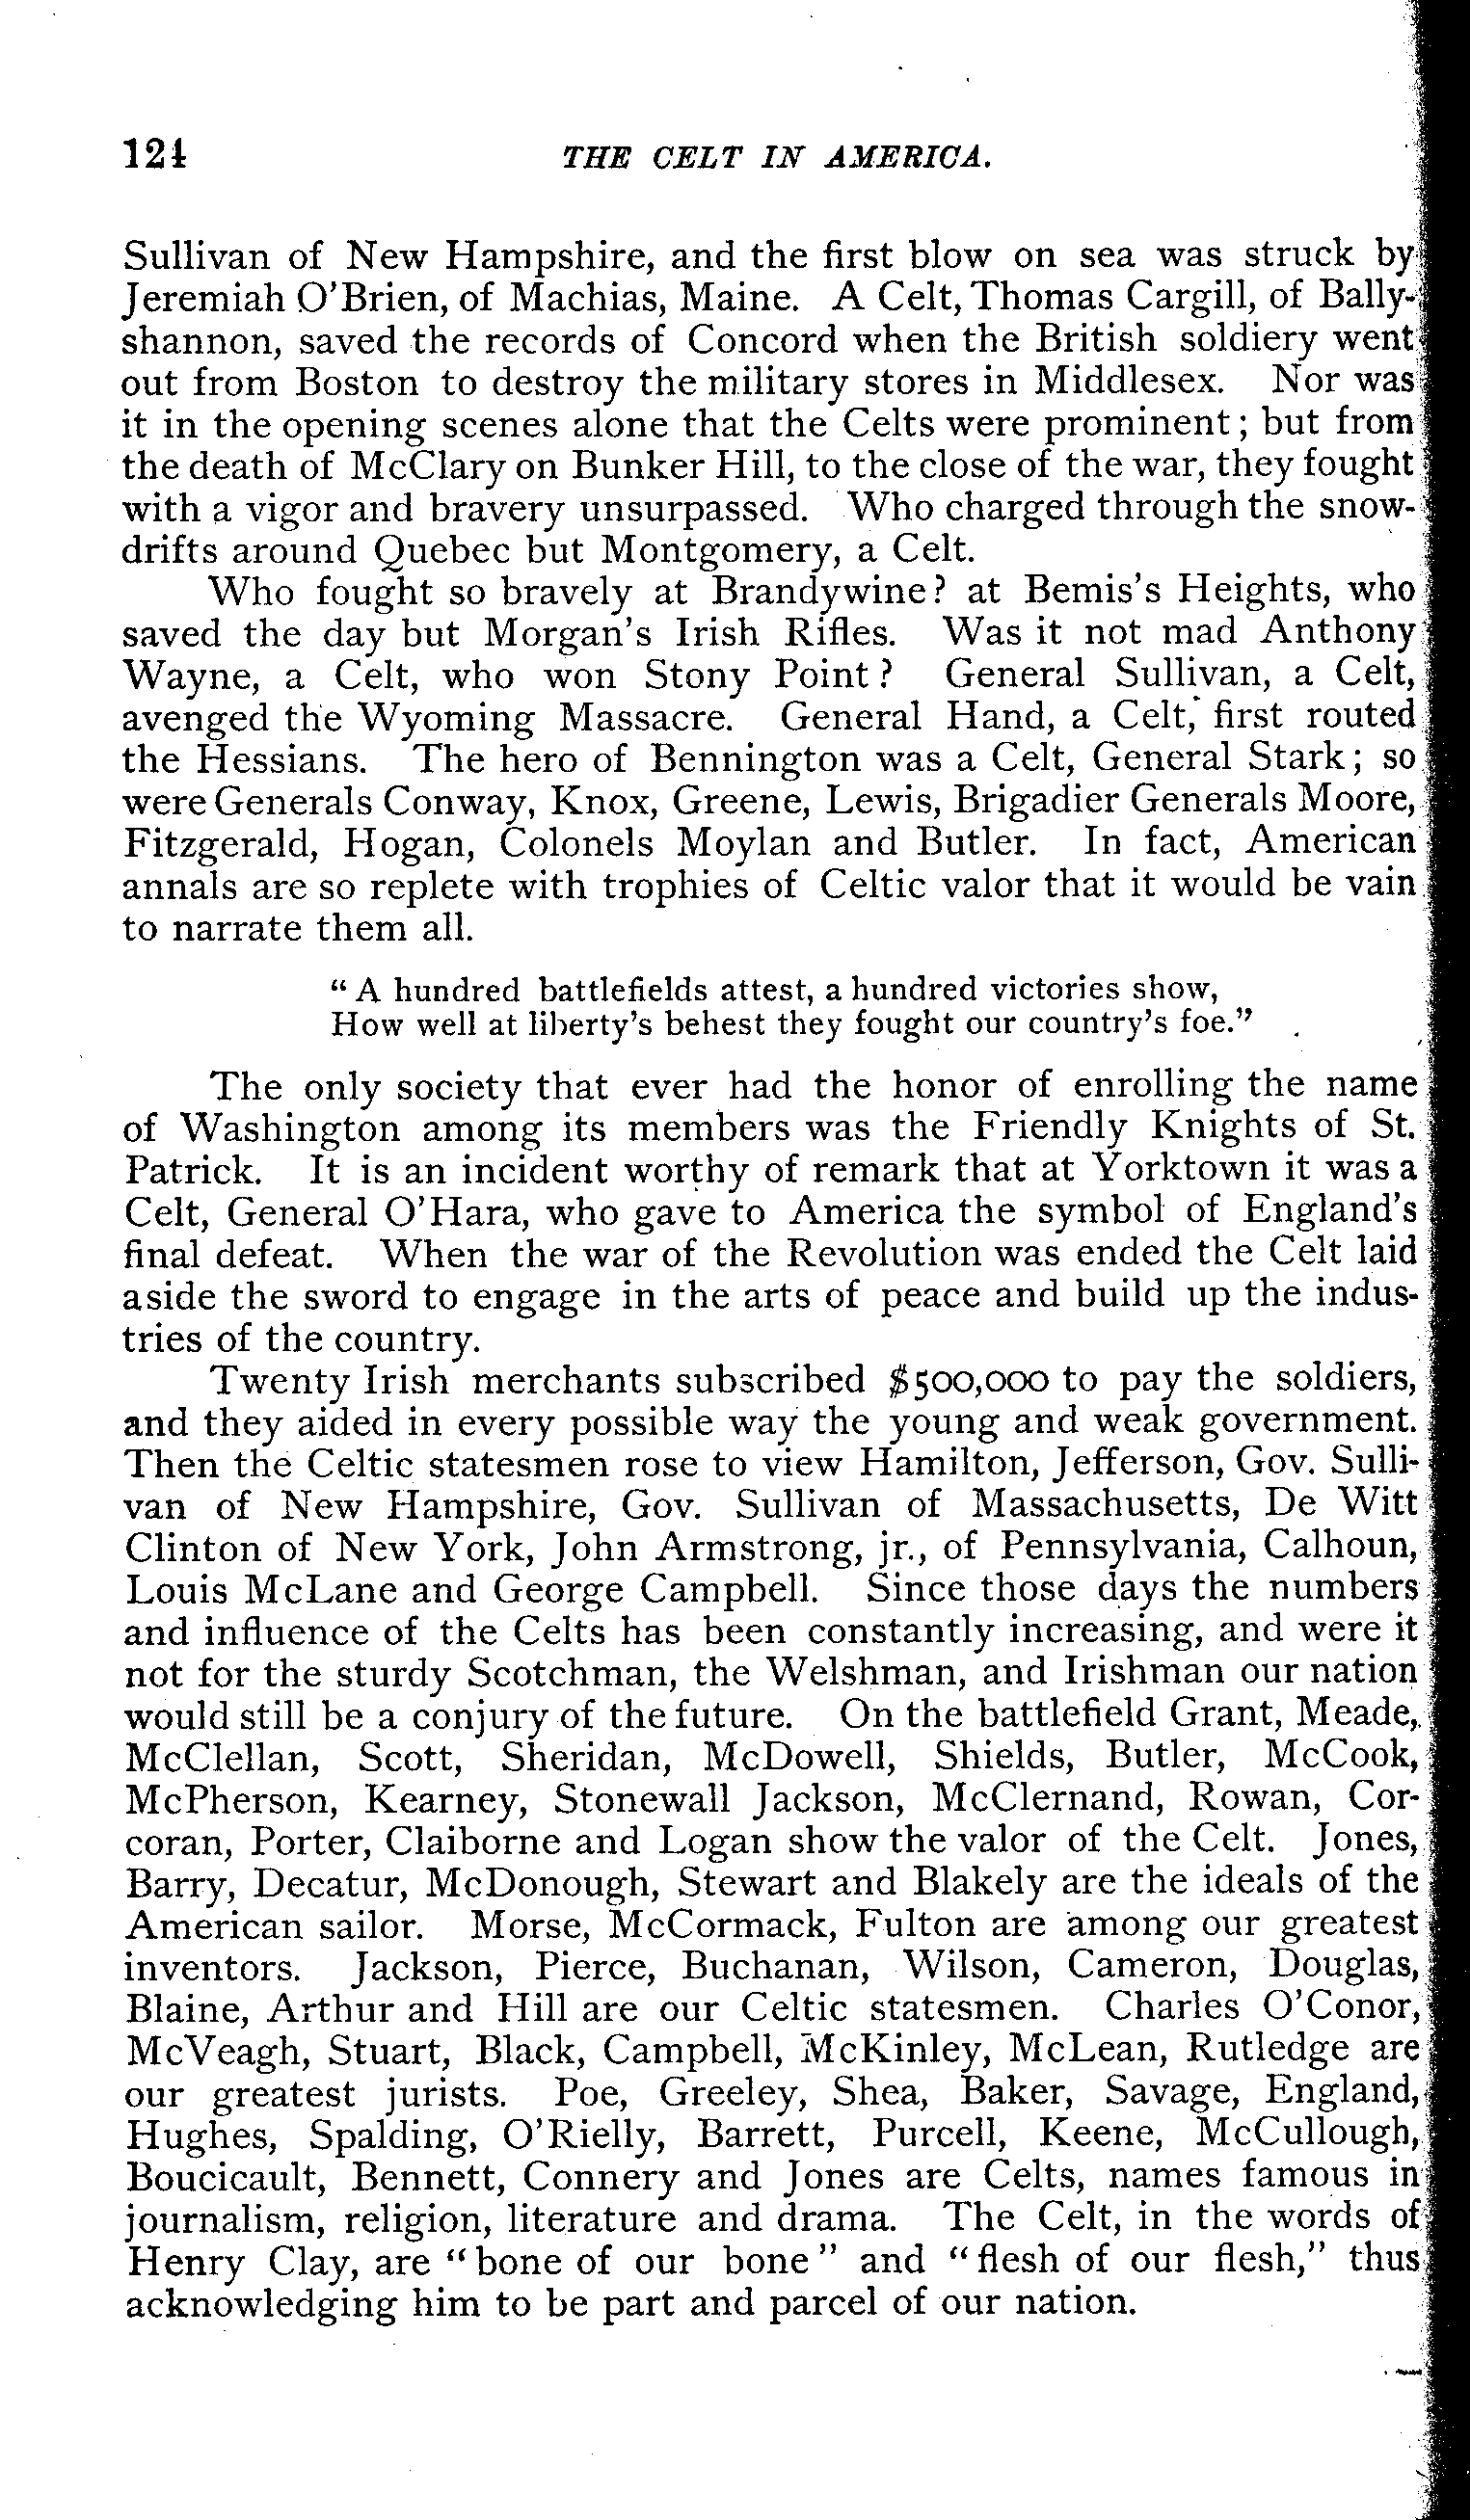 124 THE CELT IN AMERICA.
Sullivan of New Hampshire, and the first blow on sea was struck by
Jeremiah O'Brien, of Machias, Maine. A Celt, Thomas Cargill, of Bally-
shannon, saved the records of Concord when the British soldiery went
out from Boston to destroy the military stores in Middlesex. Nor was
it in the opening scenes alone that the Celts were prominent; but from
the death of McClary on Bunker Hill, to the close of the war, they fought
with a vigor and bravery unsurpassed. Who charged through the snow-
drifts around Quebec but Montgomery, a Celt.
Who fought so bravely at Brandywine? at Bemis's Heights, who
saved the day but Morgan's Irish Rifles. Was it not mad Anthony
Wayne, a Celt, who won Stony Point? General Sullivan, a Celt,
avenged the Wyoming Massacre. General Hand, a Celt, first routed
the Hessians. The hero of Bennington was a Celt, General Stark; so
were Generals Conway, Knox, Greene, Lewis, Brigadier Generals Moore,
Fitzgerald, Hogan, Colonels Moylan and Butler. In fact, American
annals are so replete with trophies of Celtic valor that it would be vain
to narrate them all.
"A hundred battlefields attest, a hundred victories show,
How well at liberty's behest they fought our country's foe."
The only society that ever had the honor of enrolling the name
of Washington among its members was the Friendly Knights of St.
Patrick. It is an incident worthy of remark that at Yorktown it was a
Celt, General O'Hara, who gave to America the symbol of England's
final defeat. When the war of the Revolution was ended the Celt laid
aside the sword to engage in the arts of peace and build up the indus-
tries of the country.
Twenty Irish merchants subscribed $500,000 to pay the soldiers,
and they aided in every possible way the young and weak government.
Then the Celtic statesmen rose to view Hamilton, Jefferson, Gov. Sulli-
van of New Hampshire, Gov. Sullivan of Massachusetts, De Witt
Clinton of New York, John Armstrong, jr., of Pennsylvania, Calhoun,
Louis McLane and George Campbell. Since those days the numbers
and influence of the Celts has been constantly increasing, and were it
not for the sturdy Scotchman, the Welshman, and Irishman our nation
would still be a conjury of the future. On the battlefield Grant, Meade,
McClellan, Scott, Sheridan, McDowell, Shields, Butler, McCook,
McPherson, Kearney, Stonewall Jackson, McClernand, Rowan, Cor-
coran, Porter, Claiborne and Logan show the valor of the Celt. Jones,
Barry, Decatur, McDonough, Stewart and Blakely are the ideals of the
American sailor. Morse, McCormack, Fulton are among our greatest
inventors. Jackson, Pierce, Buchanan, Wilson, Cameron, Douglas,
Blaine, Arthur and Hill are our Celtic statesmen. Charles O'Conor,
McVeagh, Stuart, Black, Campbell, McKinley, McLean, Rutledge are
our greatest jurists. Poe, Greeley, Shea, Baker, Savage, England,
Hughes, Spalding, O'Rielly, Barrett, Purcell, Keene, McCullough,
Boucicault, Bennett, Connery and Jones are Celts, names famous in
journalism, religion, literature and drama. The Celt, in the words of
Henry Clay, are "bone of our bone" and "flesh of our flesh," thus
acknowledging him to be part and parcel of our nation.